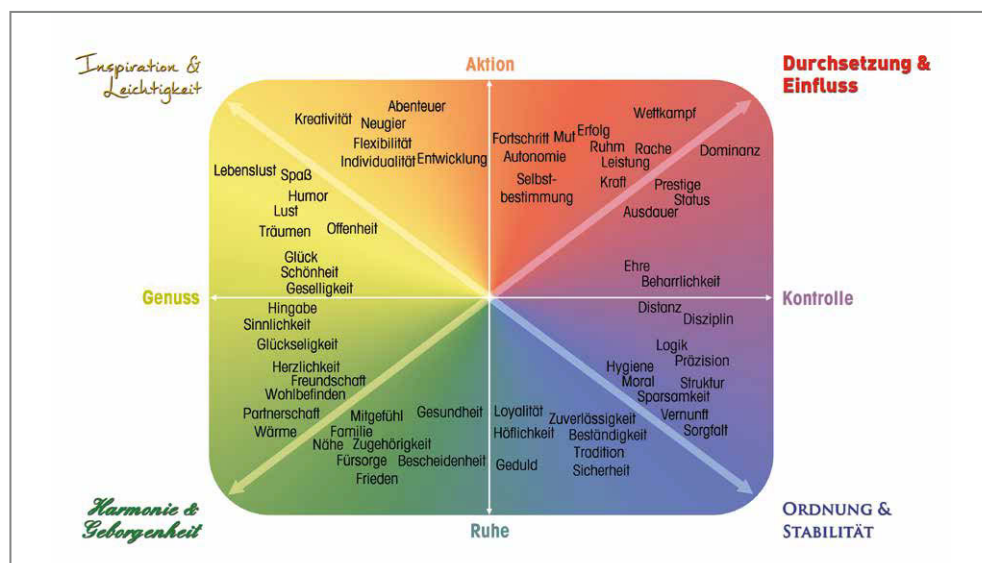 Inspiration &
Leichtigkeit
Aktion
Durchsetzung &
Einfluss
Kreativität
Abenteuer
Neugier
Flexibilität
Individualität
Entwicklung
Lebenslust
Spaß
Humor
Lust
Träumen
Offenheit
Glück
Schönheit
Geselligkeit
Wettkampf
Fortschritt
Mut
Erfolg
Ruhm
Rache
Dominanz
Autonomie
Leistung
Selbst-
bestimmung
Kraft
Prestige
Status
Ausdauer
Ehre
Beharrlichkeit
Genuss
Kontrolle
Hingabe
Sinnlichkeit
Glückseligkeit
Herzlichkeit
Freundschaft
Wohlbefinden
Partnerschaft
Wärme
Mitgefühl
Gesundheit
Familie
Nähe
Zugehörigkeit
Fürsorge
Bescheidenheit
Frieden
Distanz
Disziplin
Logik
Präzision
Hygiene
Moral
Struktur
Sparsamkeit
Vernunft
Sorgfalt
Loyalität
Zuverlässigkeit
Höflichkeit
Beständigkeit
Tradition
Geduld
Sicherheit
Harmonie &
Geborgenheit
Ruhe
ORDNUNG &
STABILITÄT